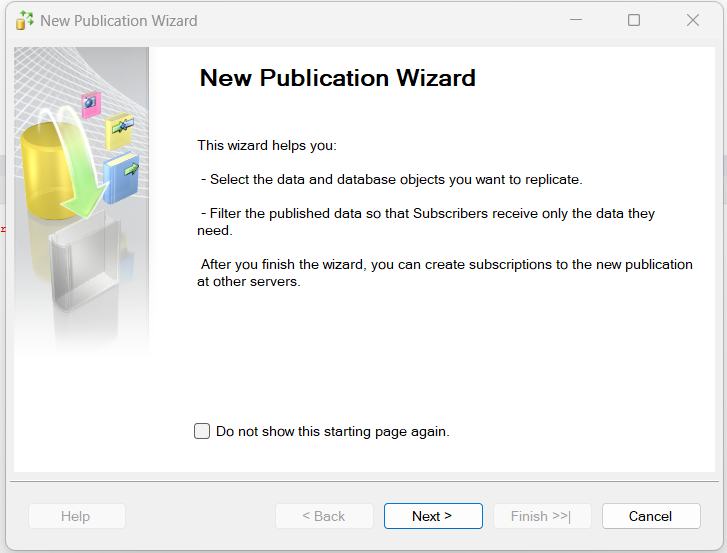 New Publication Wizard
New Publication Wizard
This wizard helps you:
- Select the data and database objects you want to replicate.
- Filter the published data so that Subscribers receive only the data they
need.
After you finish the wizard, you can create subscriptions to the new publication
at other servers.
Do not show this starting page again.
Help
< Back
Next >
Finish >>|
Cancel